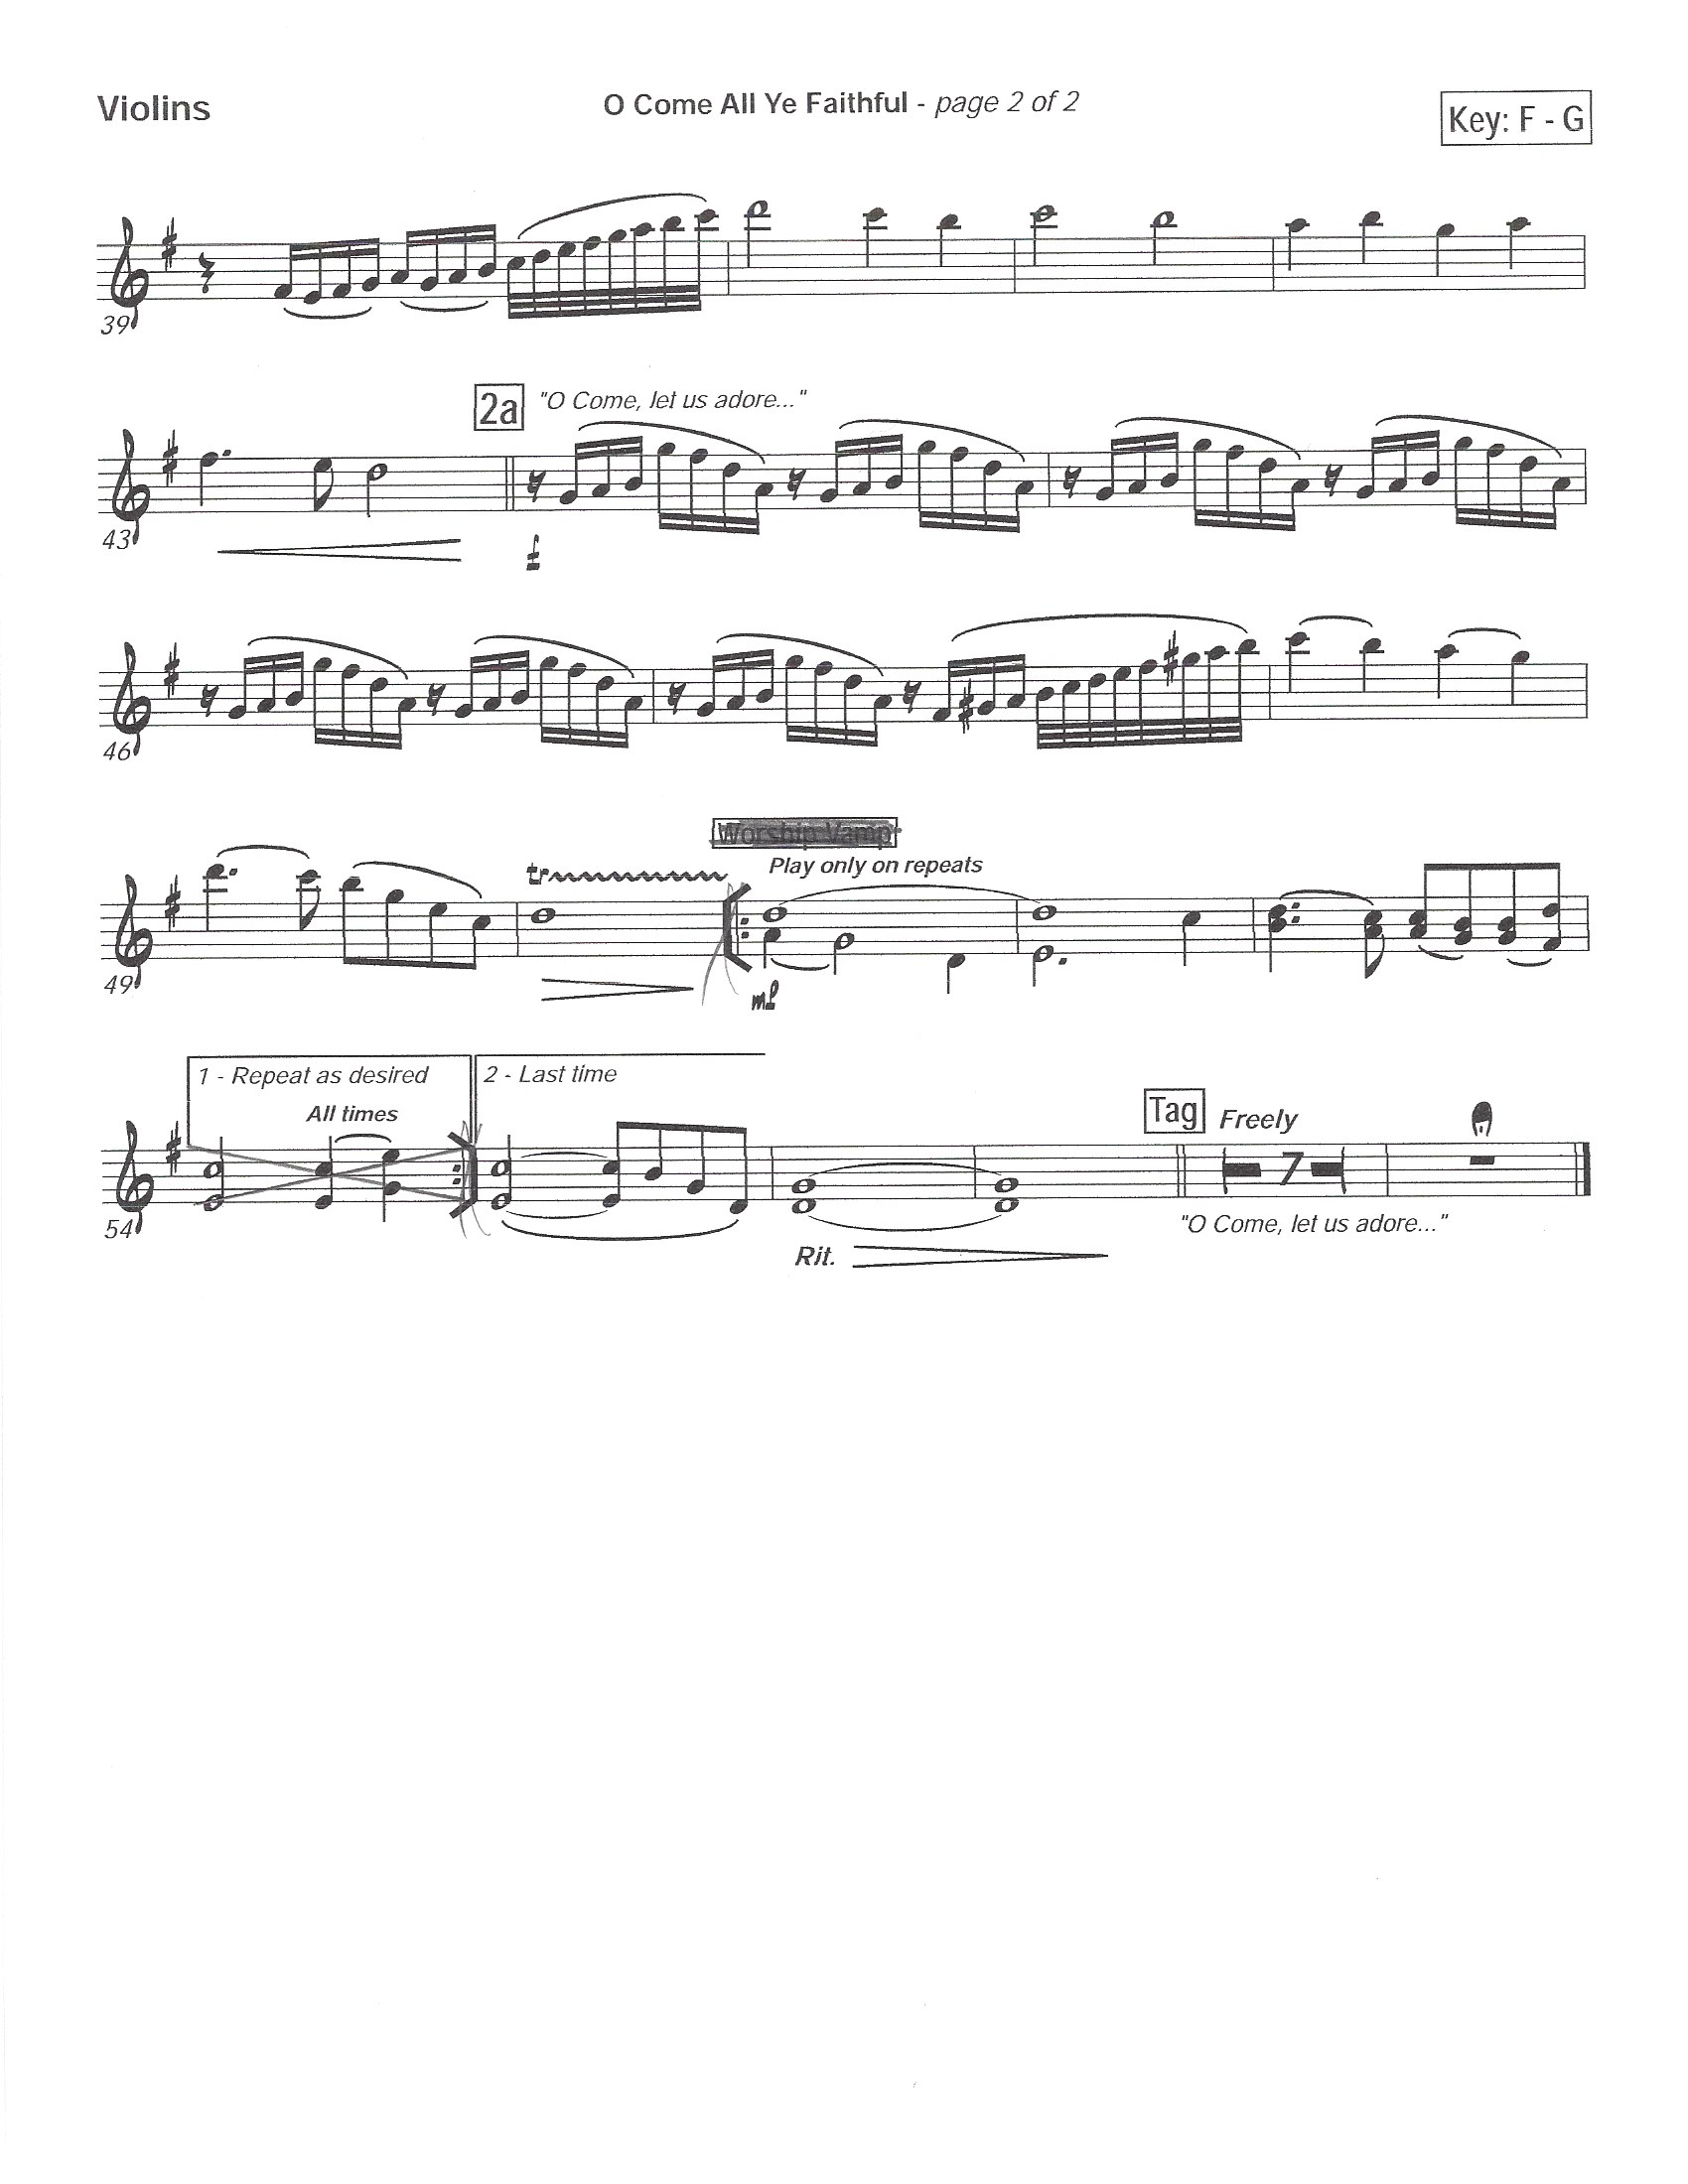 Violins
O Come All Ye Faithful - page 2 of 2
Key: F - G
39
2a "O Come, let us adore..."
43
f
46
Worship Vamp
Play only on repeats
tr
49
mf
1 - Repeat as desired
2 - Last time
All times
Tag Freely
7
54
"O Come, let us adore..."
Rit.